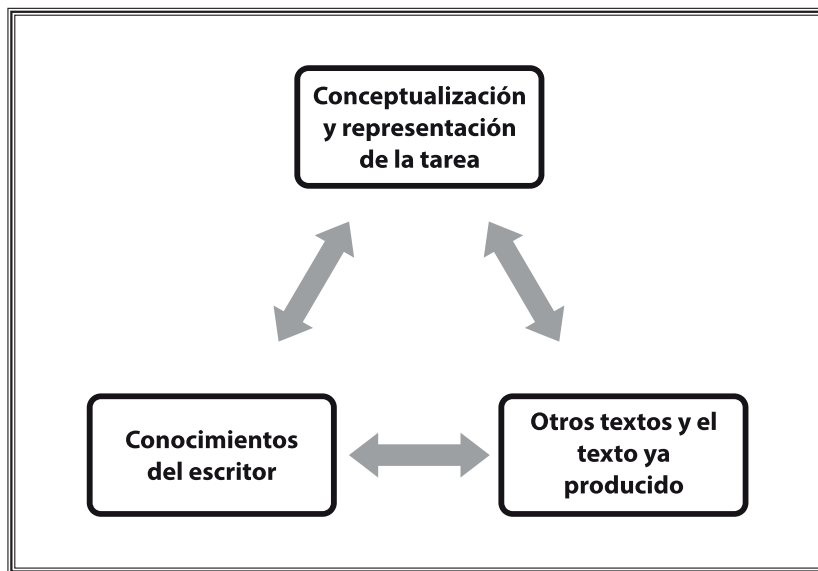 Conceptualización
y representación
de la tarea
Conocimientos
del escritor
Otros textos y el
texto ya
producido